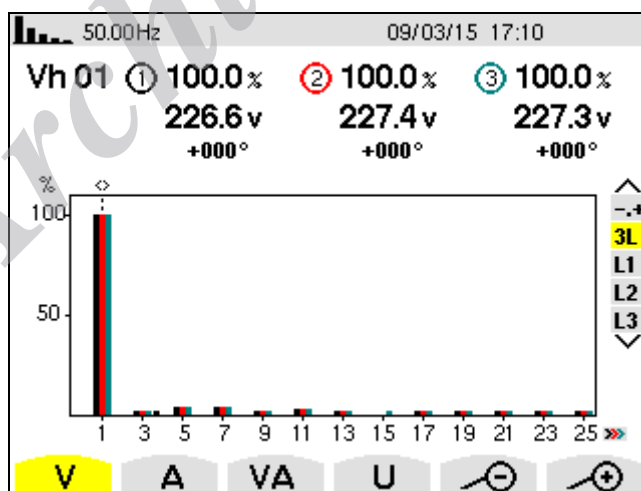 50.00Hz 09/03/15 17:10
Vh 01 1 100.0% 2 100.0% 3 100.0%
226.6v 227.4v 227.3v
+000° +000° +000°
%
100
50
1 3 5 7 9 11 13 15 17 19 21 23 25 >>>
-.+
3L
L1
L2
L3
V A VA U
Archi